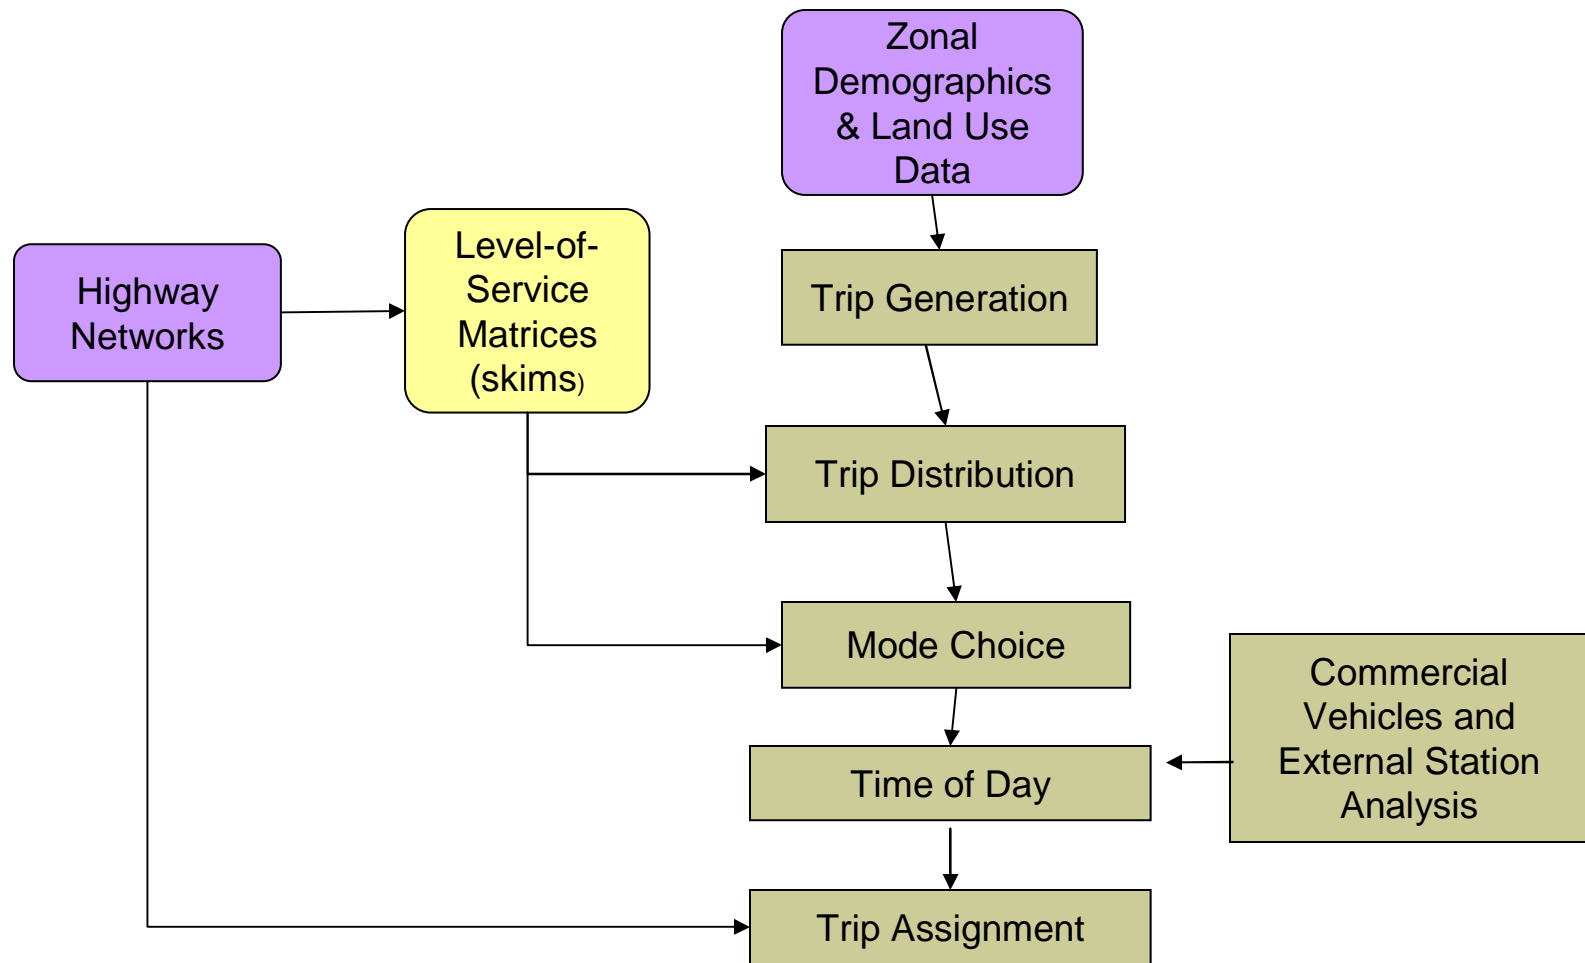 Zonal
Demographics
& Land Use
Data
Level-of-
Service
Matrices
(skims)
Highway
Networks
Trip Generation
Trip Distribution
Mode Choice
Commercial
Vehicles and
External Station
Analysis
Time of Day
Trip Assignment